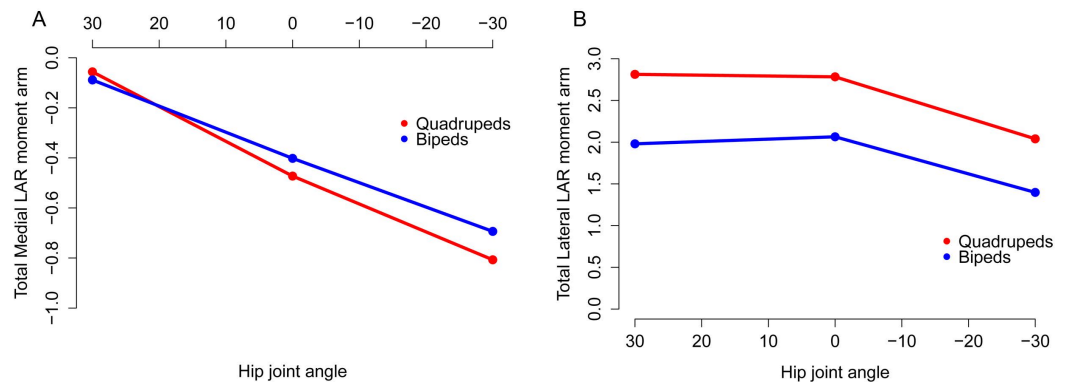 A
30 20 10 0 −10 −20 −30
0.0
−0.2
−0.4
−0.6
−0.8
−1.0
Total Medial LAR moment arm
Quadrupeds
Bipeds
Hip joint angle
B
3.0
2.5
2.0
1.5
1.0
0.5
0.0
Total Lateral LAR moment arm
Quadrupeds
Bipeds
30 20 10 0 −10 −20 −30
Hip joint angle